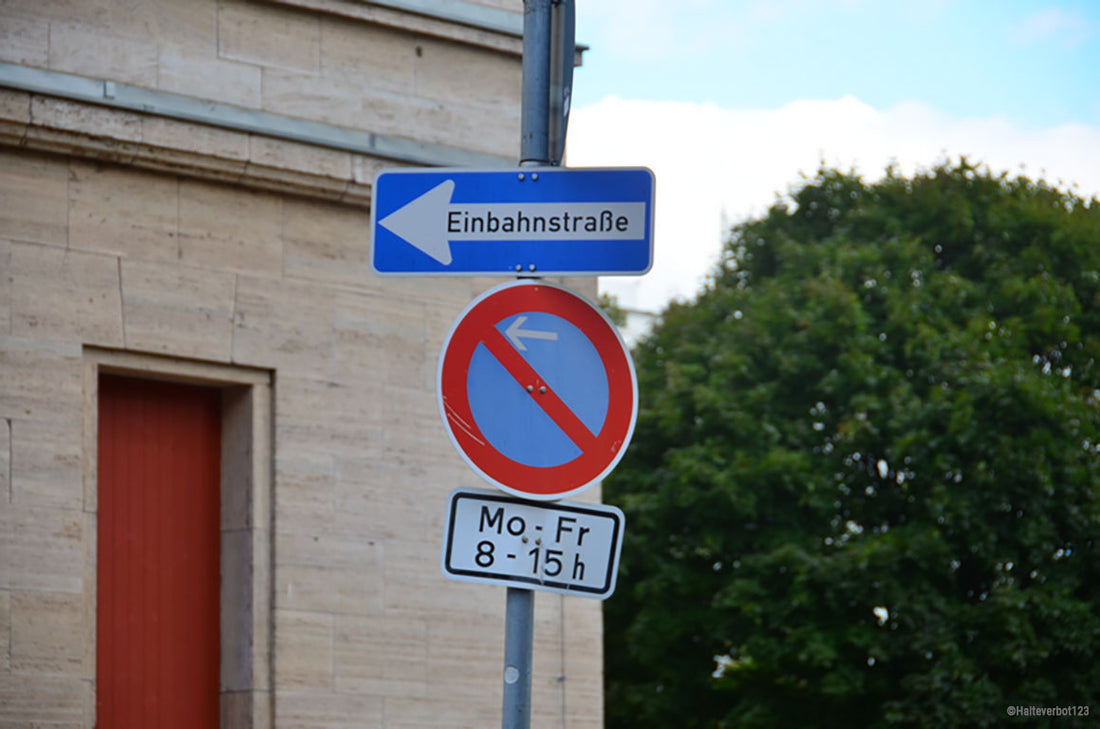 Einbahnstraße
Mo - Fr
8 - 15 h
©Halteverbot123